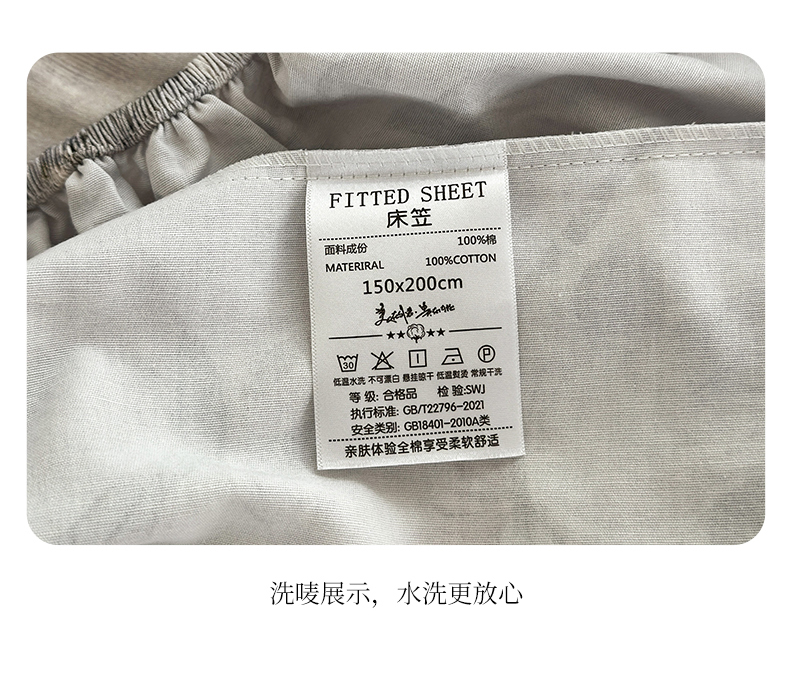 FITTED SHEET
床笠
面料成份 100%棉
MATERIRAL 100%COTTON
150x200cm
30
低温水洗 不可漂白 悬挂晾干 低温熨烫 常规干洗
等 级: 合格品 检 验:SWJ
执行标准: GB/T22796-2021
安全类别: GB18401-2010A类
亲肤体验全棉享受柔软舒适
洗唛展示，水洗更放心